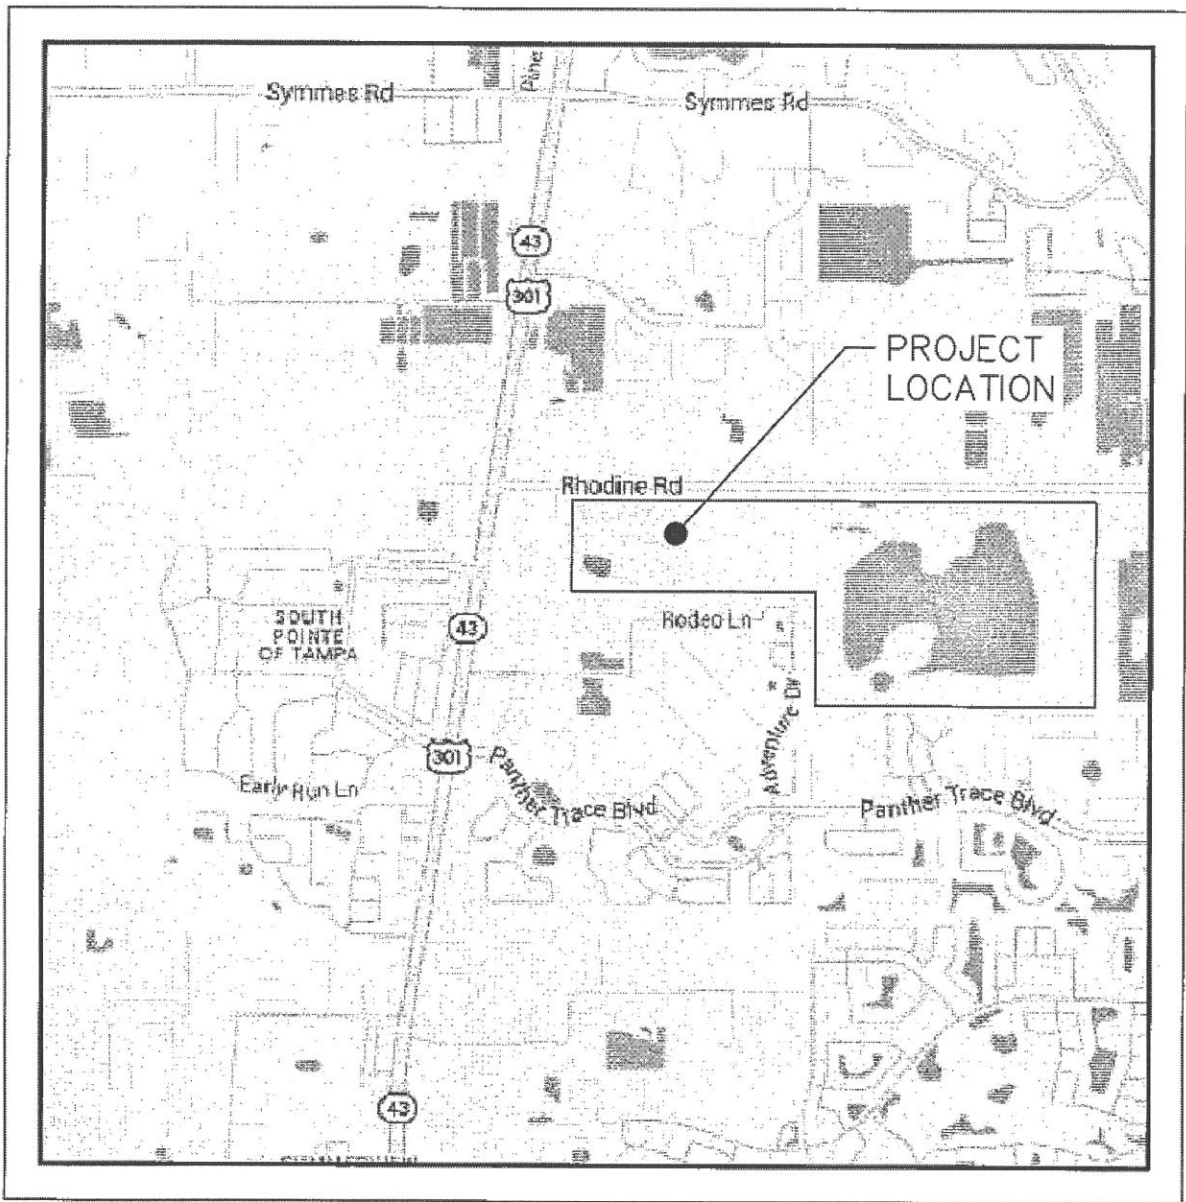 Symmes Rd
Symmes Rd
43
301
PROJECT
LOCATION
Rhodine Rd
SOUTH
POINTE
OF TAMPA
43
Rodeo Ln
Adventure Dr
301
Panther Trace Blvd
Panther Trace Blvd
Run Ln
43